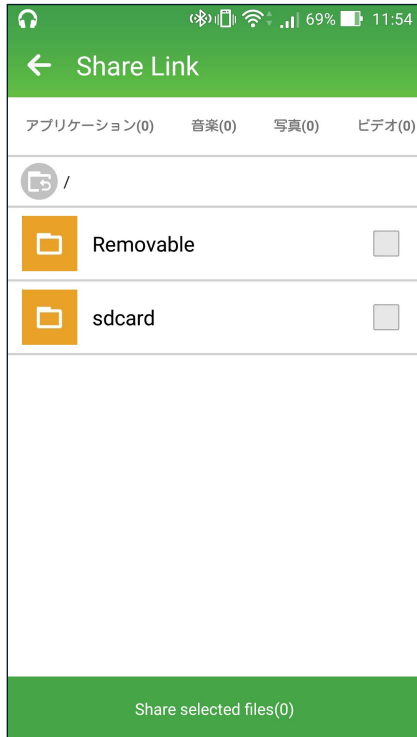 69% 11:54
Share Link
アプリケーション(0) 音楽(0) 写真(0) ビデオ(0)
/
Removable
sdcard
Share selected files(0)